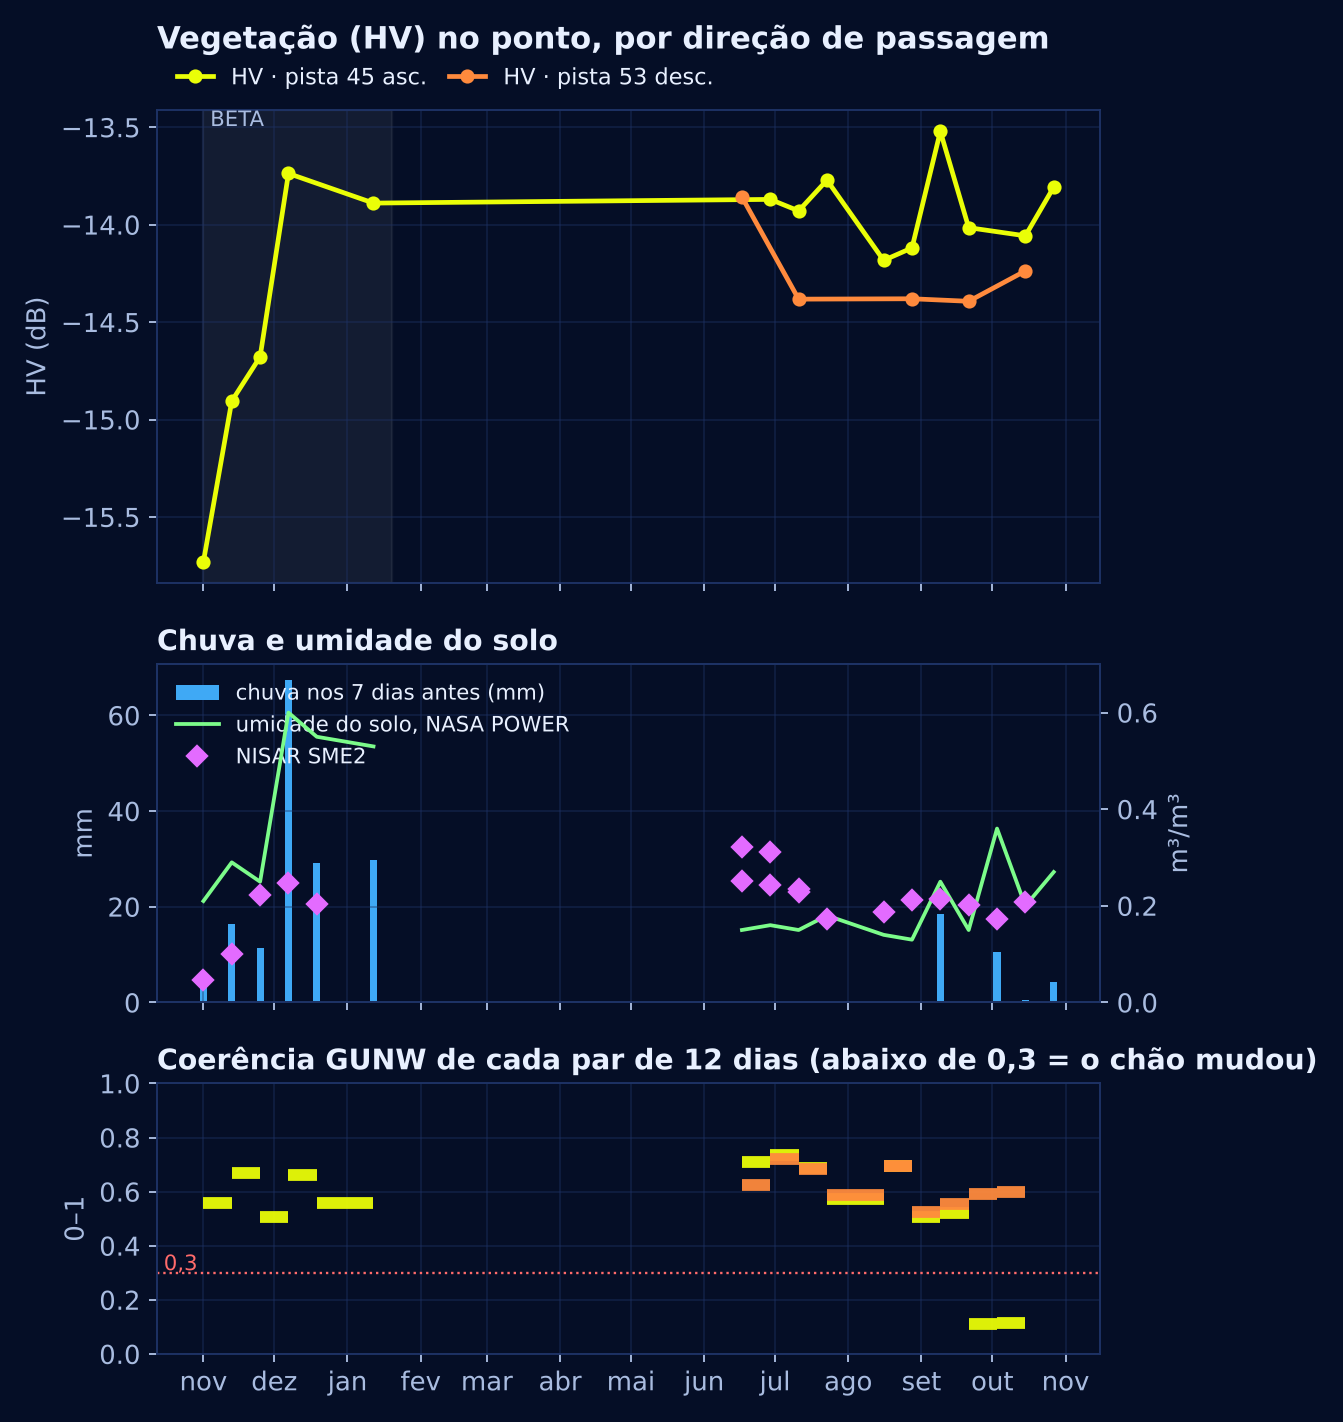 Vegetação (HV) no ponto, por direção de passagem
HV · pista 45 asc.
HV · pista 53 desc.
BETA
−13.5
−14.0
−14.5
−15.0
−15.5
HV (dB)
Chuva e umidade do solo
chuva nos 7 dias antes (mm)
umidade do solo, NASA POWER
NISAR SME2
60
40
20
0
mm
0.6
0.4
0.2
0.0
m³/m³
Coerência GUNW de cada par de 12 dias (abaixo de 0,3 = o chão mudou)
1.0
0.8
0.6
0.4
0.2
0.0
0–1
0,3
nov dez jan fev mar abr mai jun jul ago set out nov